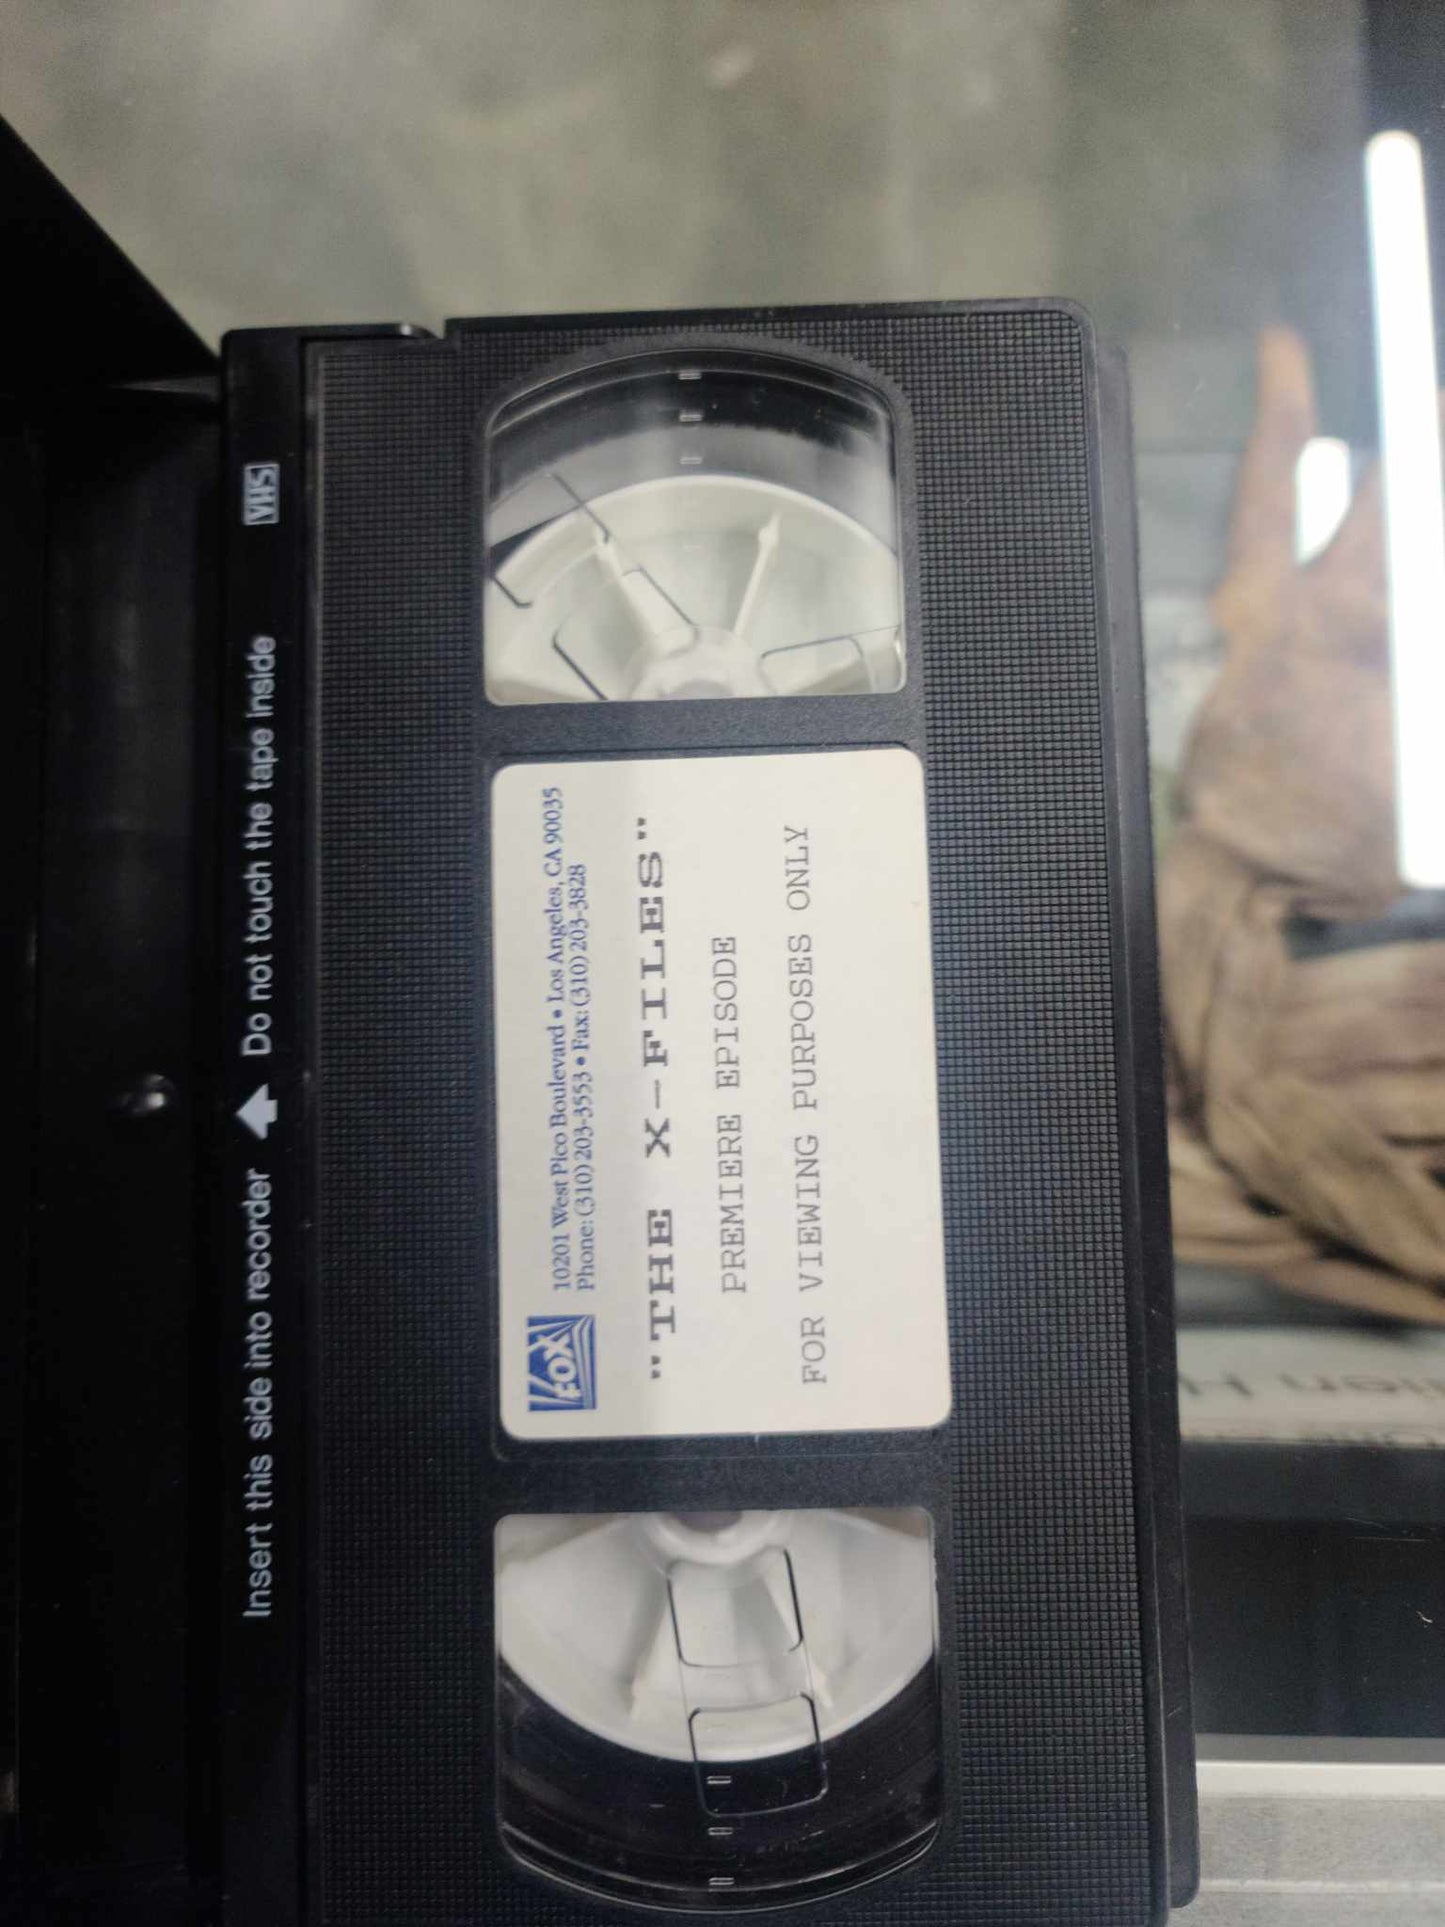 Insert this side into recorder Do not touch the tape inside VHS
FOX
10201 West Pico Boulevard • Los Angeles, CA 90035
Phone: (310) 203-3553 • Fax: (310) 203-3828
"THE X-FILES"
PREMIERE EPISODE
FOR VIEWING PURPOSES ONLY